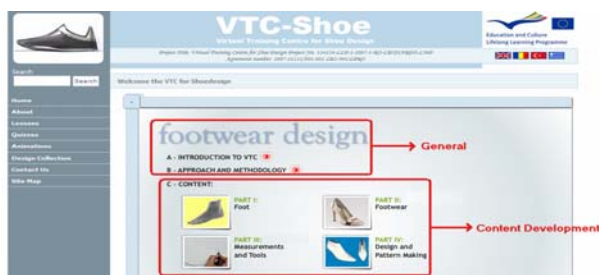 VTC-Shoe
Virtual Training Centre for Shoe Design
Education and Culture
Lifelong Learning Programme
Search
Search
Welcome the VTC for Shoedesign
Home
About
Lessons
Quizzes
Animations
Design Collection
Contact Us
Site Map
footwear design
A - INTRODUCTION TO VTC
B - APPROACH AND METHODOLOGY
General
C - CONTENT:
PART I:
Foot
PART II:
Footwear
Content Development
PART III:
Measurements
and Tools
PART IV:
Design and
Pattern Making